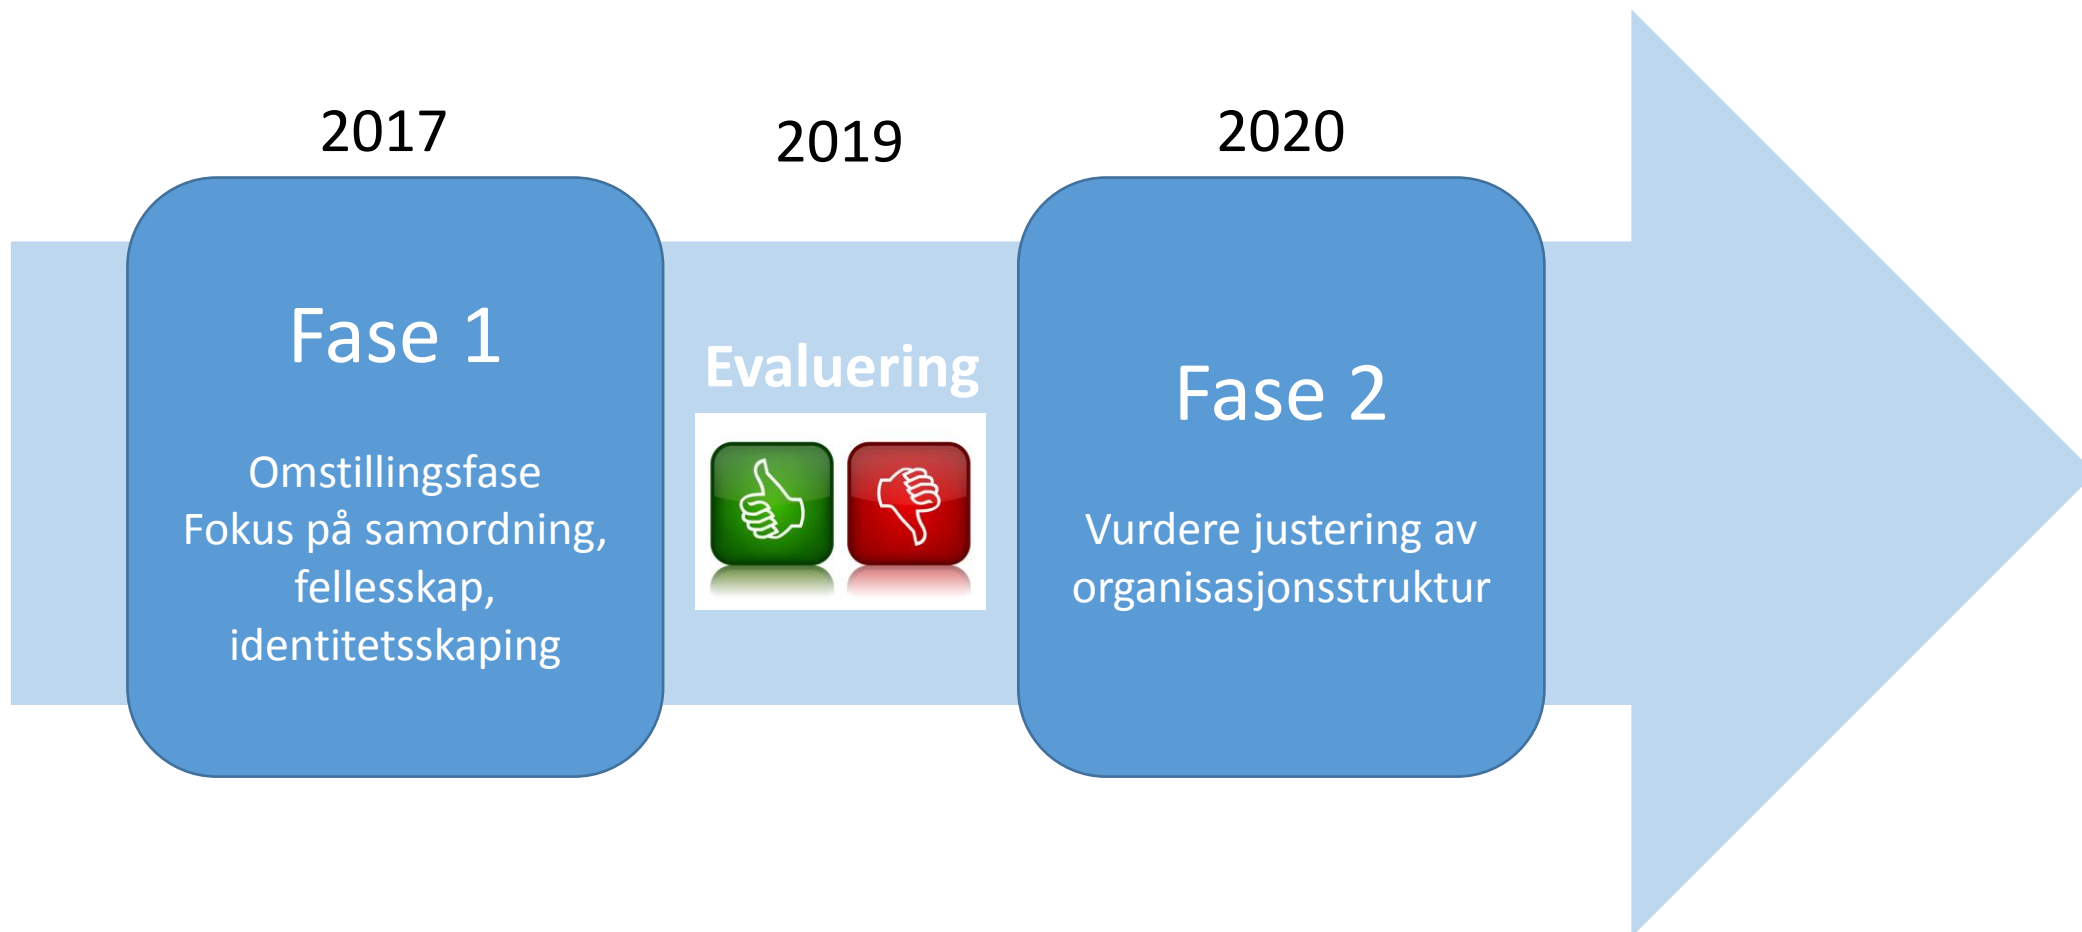 2017
Fase 1
Omstillingsfase
Fokus på samordning,
fellesskap,
identitetsskaping
2019
Evaluering
2020
Fase 2
Vurdere justering av
organisasjonsstruktur